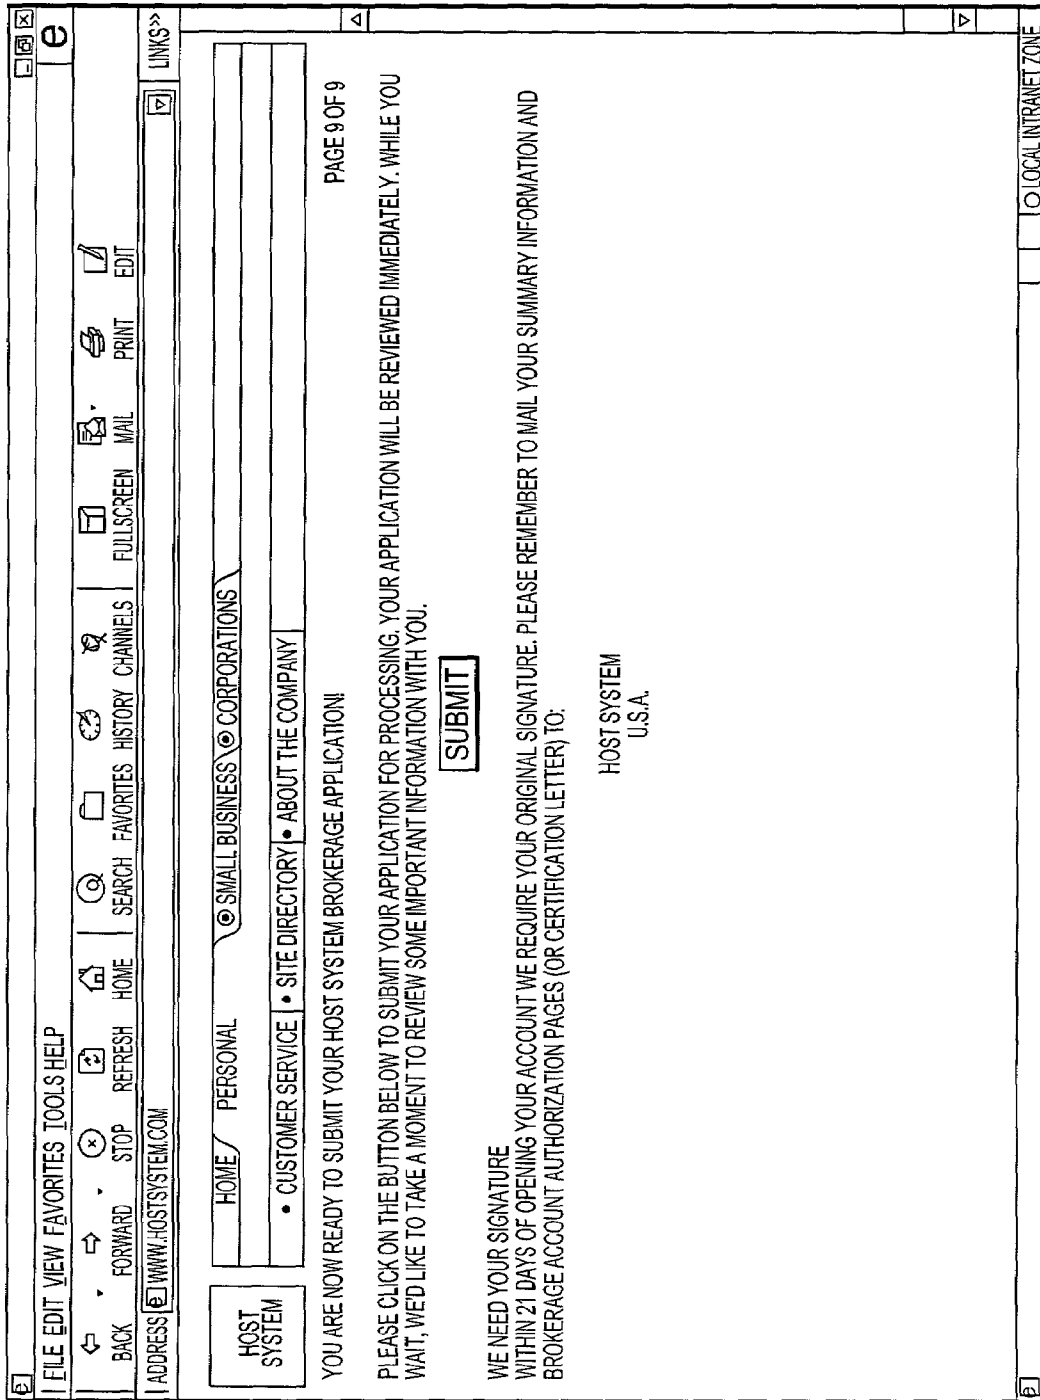 FILE EDIT VIEW FAVORITES TOOLS HELP
BACK FORWARD STOP REFRESH HOME SEARCH FAVORITES HISTORY CHANNELS FULLSCREEN MAIL PRINT EDIT
ADDRESS e WWW.HOSTSYSTEM.COM LINKS>>
HOST
SYSTEM
HOME PERSONAL SMALL BUSINESS CORPORATIONS
• CUSTOMER SERVICE • SITE DIRECTORY • ABOUT THE COMPANY
YOU ARE NOW READY TO SUBMIT YOUR HOST SYSTEM BROKERAGE APPLICATION! PAGE 9 OF 9
PLEASE CLICK ON THE BUTTON BELOW TO SUBMIT YOUR APPLICATION FOR PROCESSING. YOUR APPLICATION WILL BE REVIEWED IMMEDIATELY. WHILE YOU
WAIT, WE'D LIKE TO TAKE A MOMENT TO REVIEW SOME IMPORTANT INFORMATION WITH YOU.
SUBMIT
WE NEED YOUR SIGNATURE
WITHIN 21 DAYS OF OPENING YOUR ACCOUNT WE REQUIRE YOUR ORIGINAL SIGNATURE. PLEASE REMEMBER TO MAIL YOUR SUMMARY INFORMATION AND
BROKERAGE ACCOUNT AUTHORIZATION PAGES (OR CERTIFICATION LETTER) TO:
HOST SYSTEM
U.S.A.
LOCAL INTRANET ZONE